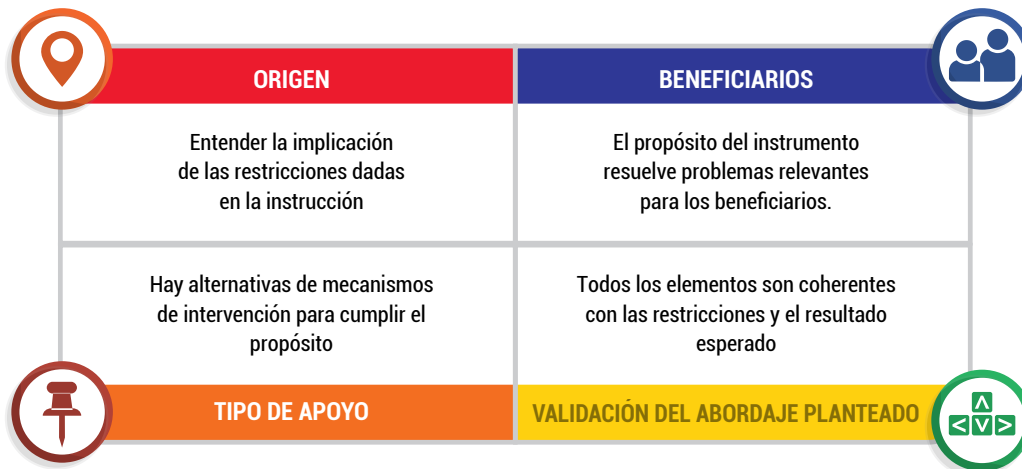 ORIGEN
Entender la implicación
de las restricciones dadas
en la instrucción
BENEFICIARIOS
El propósito del instrumento
resuelve problemas relevantes
para los beneficiarios.
Hay alternativas de mecanismos
de intervención para cumplir el
propósito
TIPO DE APOYO
Todos los elementos son coherentes
con las restricciones y el resultado
esperado
VALIDACIÓN DEL ABORDAJE PLANTEADO